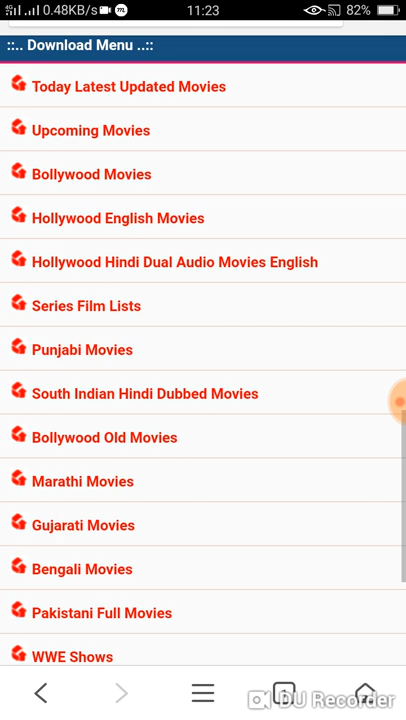 4G 0.48KB/s 11:23 82%
::.. Download Menu ..::
Today Latest Updated Movies
Upcoming Movies
Bollywood Movies
Hollywood English Movies
Hollywood Hindi Dual Audio Movies English
Series Film Lists
Punjabi Movies
South Indian Hindi Dubbed Movies
Bollywood Old Movies
Marathi Movies
Gujarati Movies
Bengali Movies
Pakistani Full Movies
WWE Shows
DU Recorder